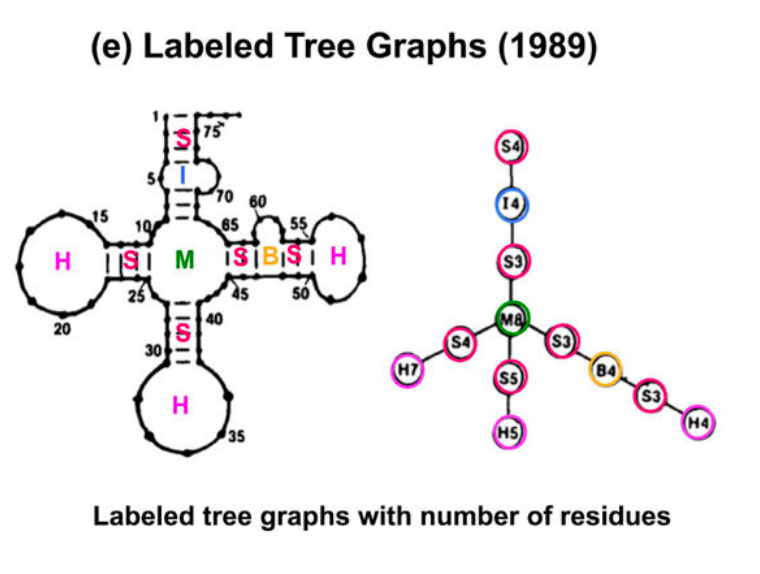 (e) Labeled Tree Graphs (1989)
1
75
S
5
I
70
60
15
10
65
55
H
S
M
S
B
S
H
25
45
50
20
S
40
30
H
35
S4
I4
S3
M8
S4
S3
H7
S5
B4
S3
H5
H4
Labeled tree graphs with number of residues